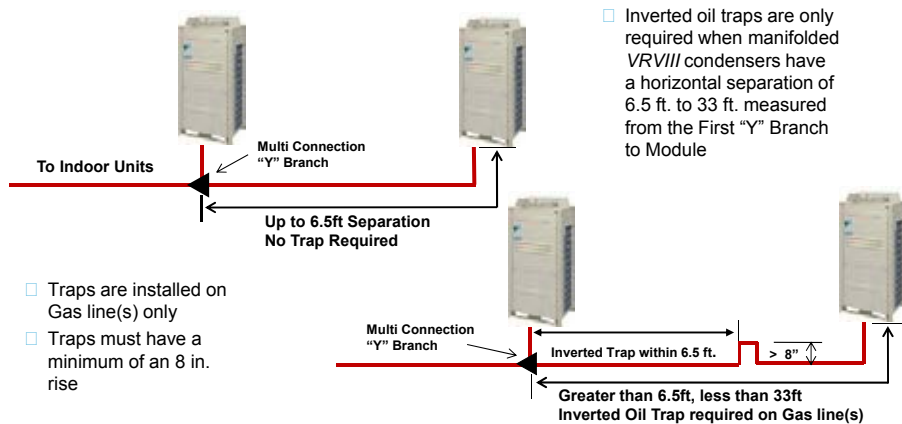 Inverted oil traps are only
required when manifolded
VRVIII condensers have
a horizontal separation of
6.5 ft. to 33 ft. measured
from the First “Y” Branch
to Module
Multi Connection
“Y” Branch
To Indoor Units
Up to 6.5ft Separation
No Trap Required
Traps are installed on
Gas line(s) only
Traps must have a
minimum of an 8 in.
rise
Multi Connection
“Y” Branch
Inverted Trap within 6.5 ft.
> 8”
Greater than 6.5ft, less than 33ft
Inverted Oil Trap required on Gas line(s)